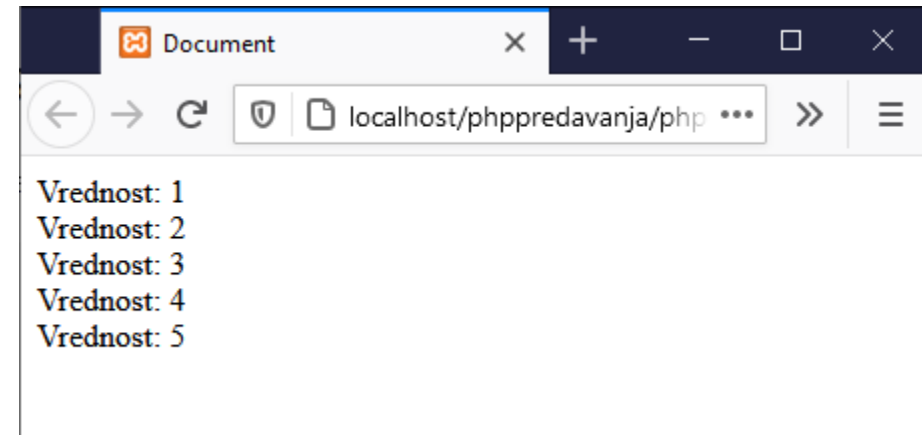 Document
localhost/phppredavanja/php
Vrednost: 1
Vrednost: 2
Vrednost: 3
Vrednost: 4
Vrednost: 5